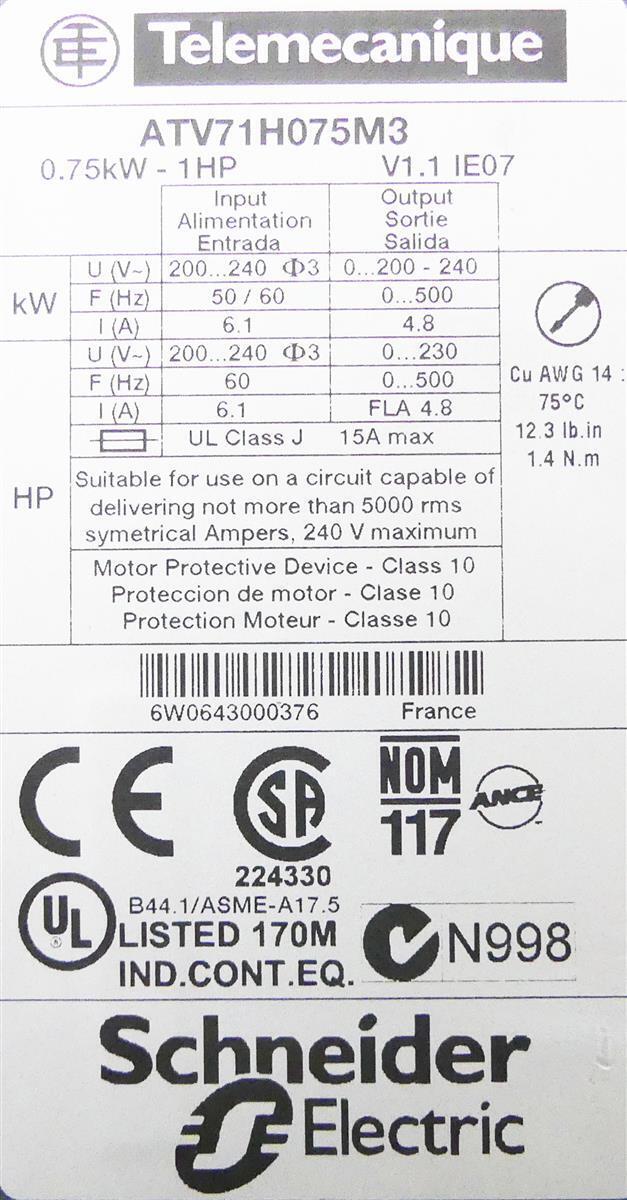 Telemecanique
ATV71H075M3
0.75kW - 1HP V1.1 IE07
Input Output
Alimentation Sortie
Entrada Salida
kW
U (V~) 200...240 Φ3 0...200 - 240
F (Hz) 50 / 60 0...500
I (A) 6.1 4.8
HP
U (V~) 200...240 Φ3 0...230
F (Hz) 60 0...500
I (A) 6.1 FLA 4.8
UL Class J 15A max
Suitable for use on a circuit capable of
delivering not more than 5000 rms
symetrical Ampers, 240 V maximum
Motor Protective Device - Class 10
Proteccion de motor - Clase 10
Protection Moteur - Classe 10
Cu AWG 14 :
75°C
12.3 lb.in
1.4 N.m
6W0643000376 France
CE
SA
224330
NOM
117
ANCE
UL
®
B44.1/ASME-A17.5
LISTED 170M
IND.CONT.EQ.
N998
Schneider
Electric